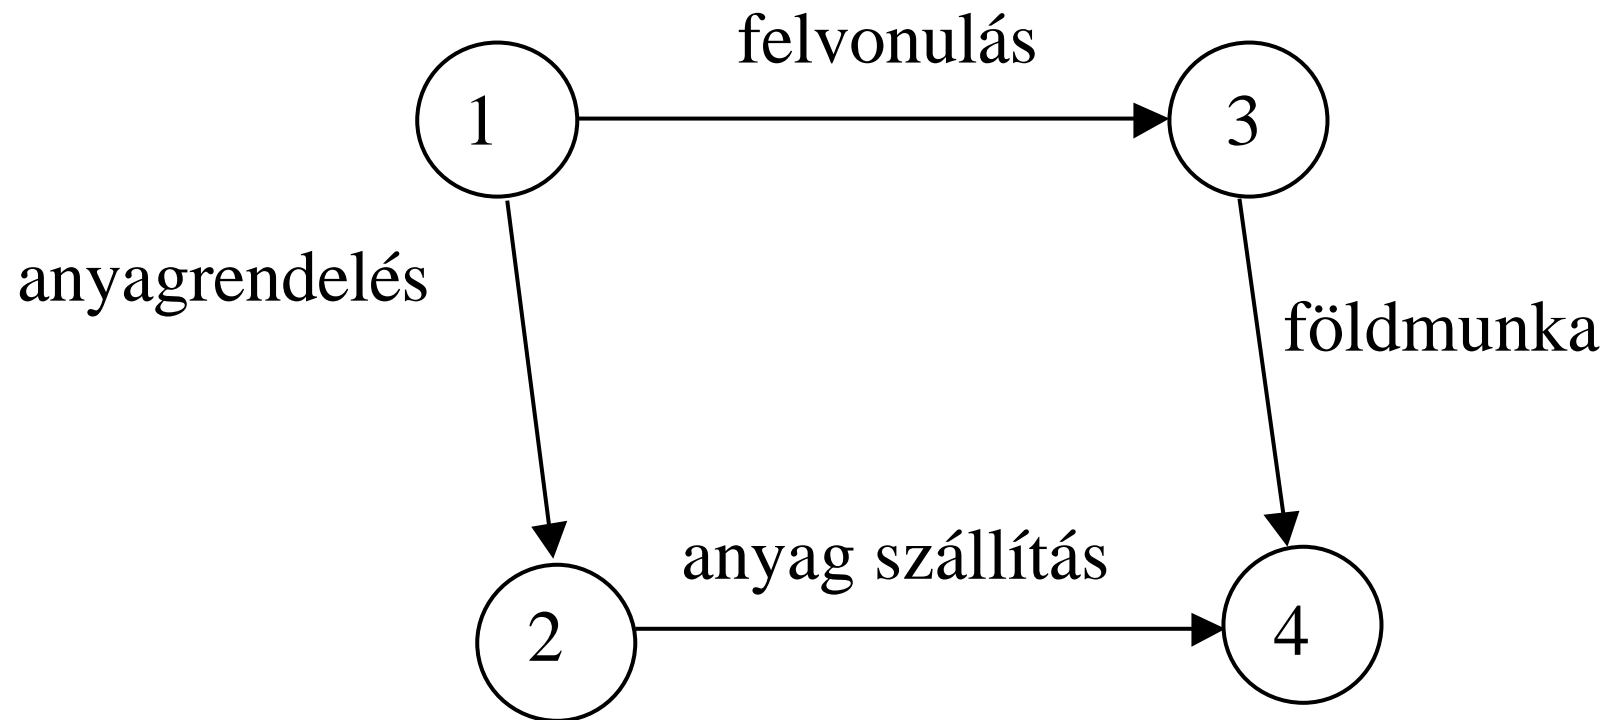 felvonulás
1
3
anyagrendelés
földmunka
anyag szállítás
2
4